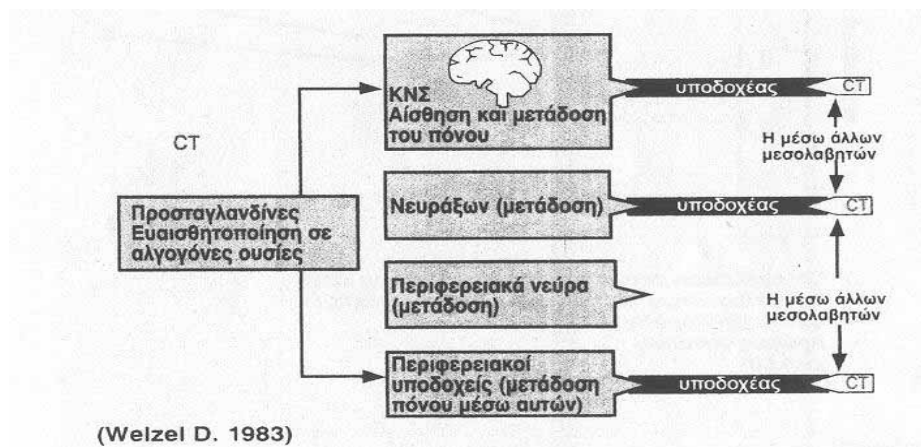 ΚΝΣ
Αίσθηση και μετάδοση
του πόνου
υποδοχέας
CT
Η μέσω άλλων
μεσολαβητών
CT
Προσταγλανδίνες
Ευαισθητοποίηση σε
αλγογόνες ουσίες
Νευράξων (μετάδοση)
υποδοχέας
CT
Περιφερειακά νεύρα
(μετάδοση)
Η μέσω άλλων
μεσολαβητών
Περιφερειακοί
υποδοχείς (μετάδοση
πόνου μέσω αυτών)
υποδοχέας
CT
(Welzel D. 1983)